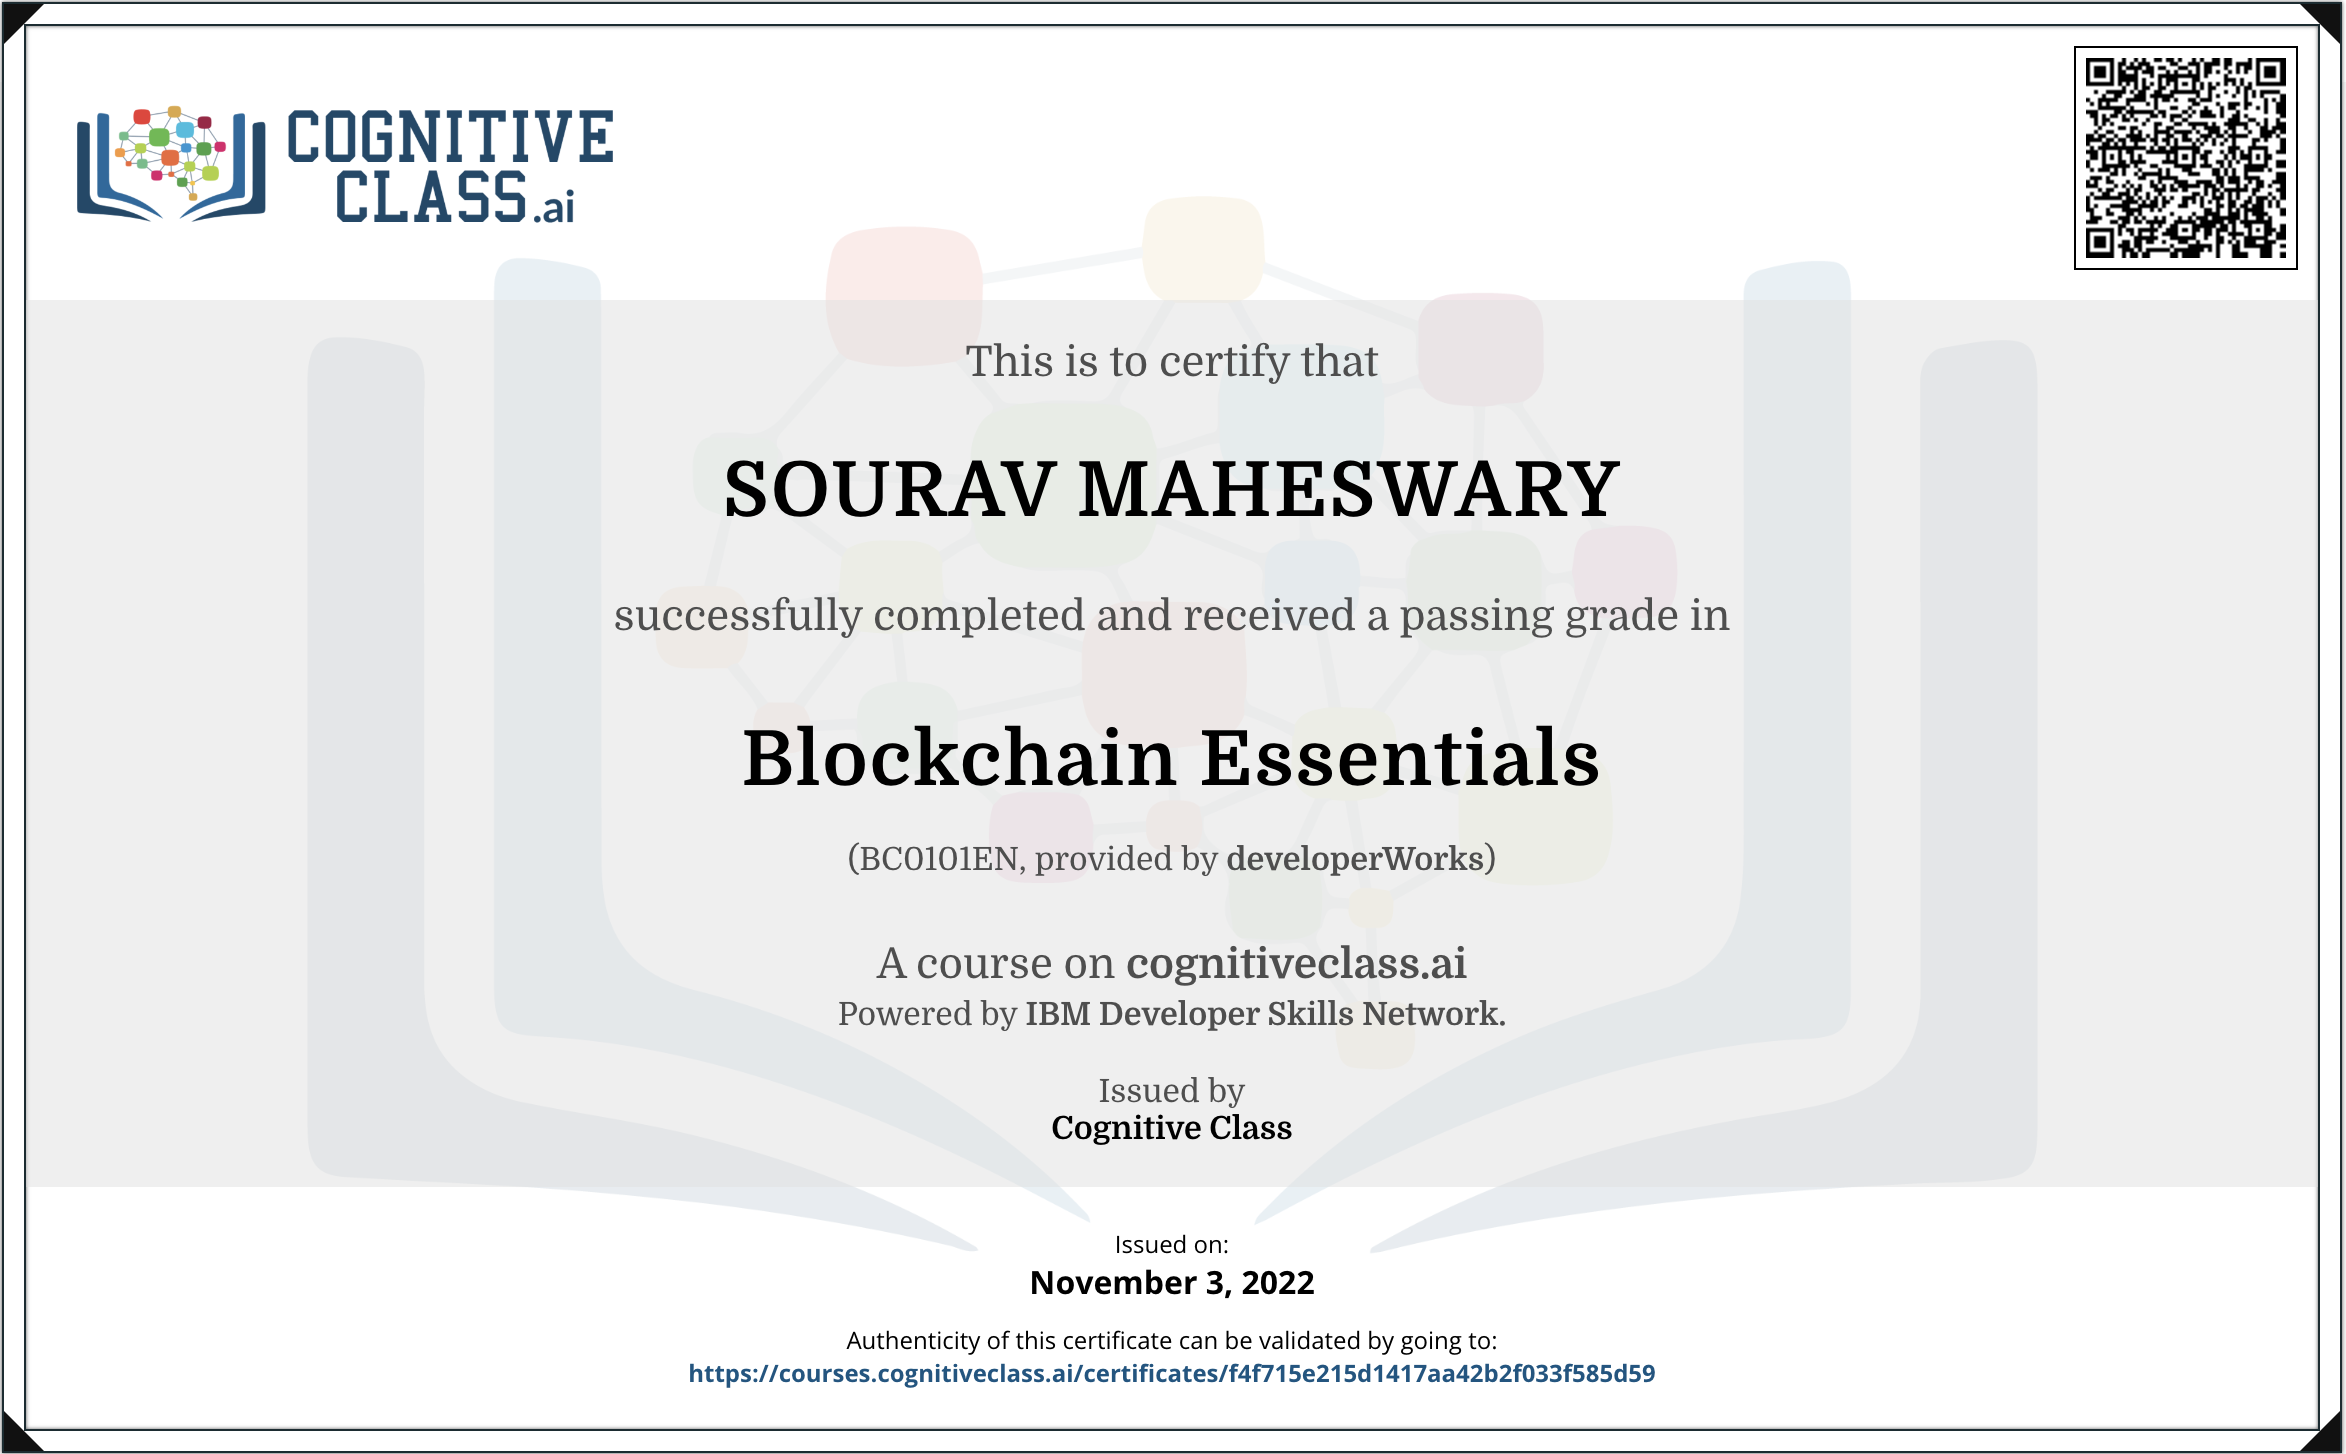 COGNITIVE
CLASS.ai
This is to certify that
SOURAV MAHESWARY
successfully completed and received a passing grade in
Blockchain Essentials
(BC0101EN, provided by developerWorks)
A course on cognitiveclass.ai
Powered by IBM Developer Skills Network.
Issued by
Cognitive Class
Issued on:
November 3, 2022
Authenticity of this certificate can be validated by going to:
https://courses.cognitiveclass.ai/certificates/f4f715e215d1417aa42b2f033f585d59